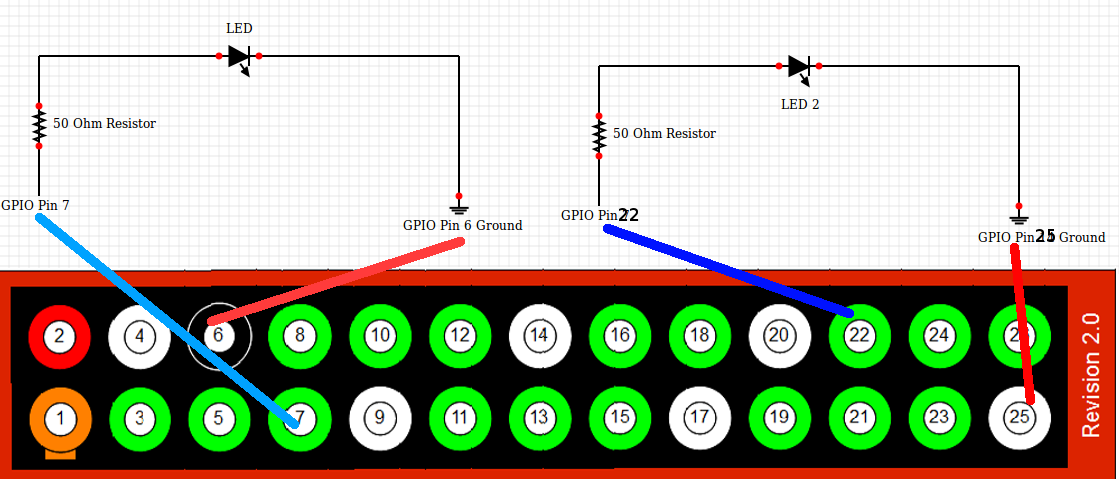 LED
LED 2
50 Ohm Resistor
50 Ohm Resistor
GPIO Pin 7
GPIO Pin 6 Ground
GPIO Pin 22
GPIO Pin 25 Ground
2 4 6 8 10 12 14 16 18 20 22 24
1 3 5 7 9 11 13 15 17 19 21 23 25
Revision 2.0